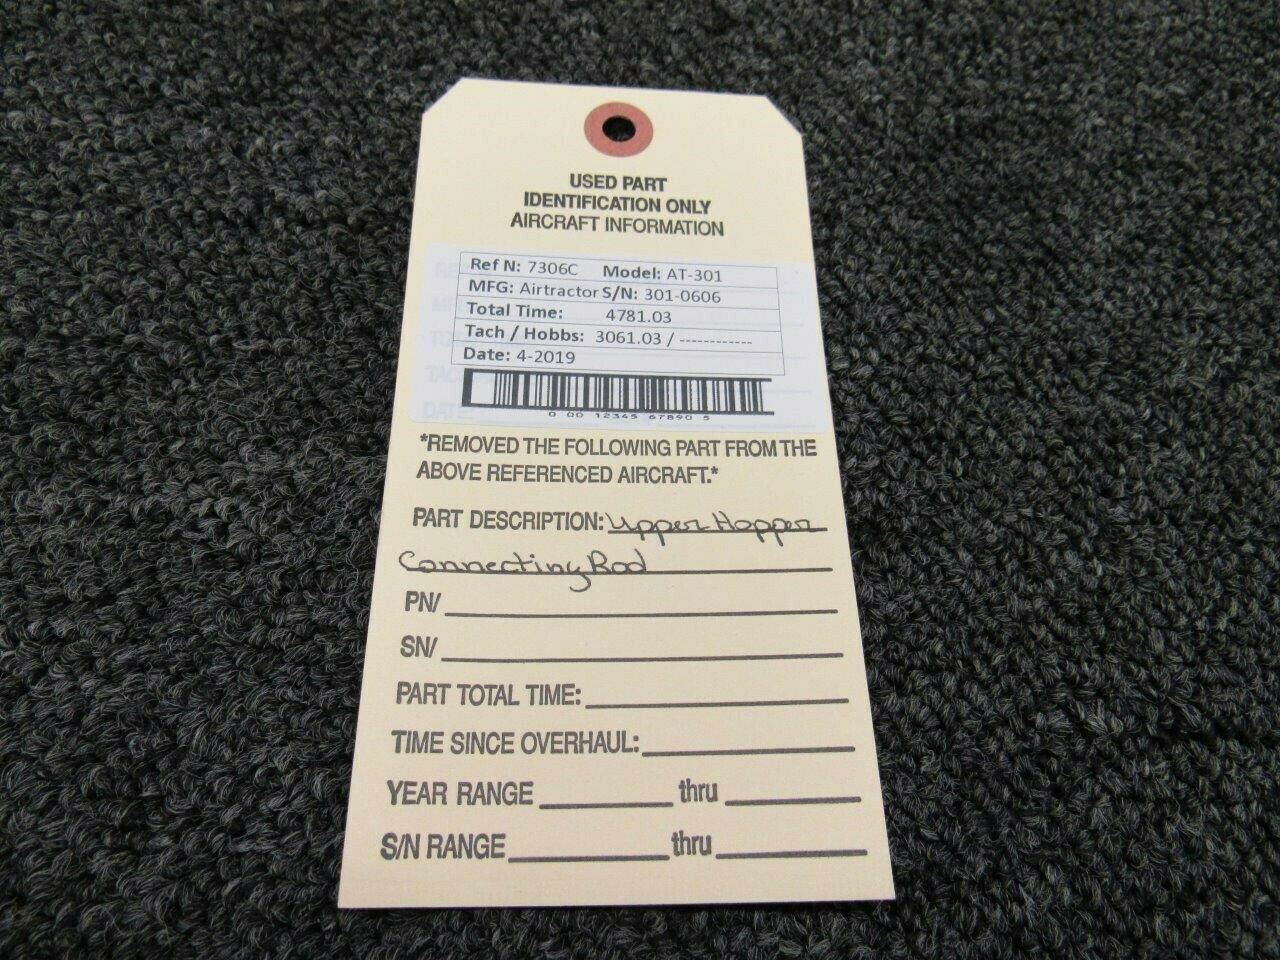 USED PART
IDENTIFICATION ONLY
AIRCRAFT INFORMATION
Ref N: 7306C Model: AT-301
MFG: Airtractor S/N: 301-0606
Total Time: 4781.03
Tach / Hobbs: 3061.03 / ------------
Date: 4-2019
0 00 12345 67890 5
DATE:
*REMOVED THE FOLLOWING PART FROM THE
ABOVE REFERENCED AIRCRAFT.*
PART DESCRIPTION: Upper Hopper
Connecting Rod
PN/
SN/
PART TOTAL TIME:
TIME SINCE OVERHAUL:
YEAR RANGE thru
S/N RANGE thru